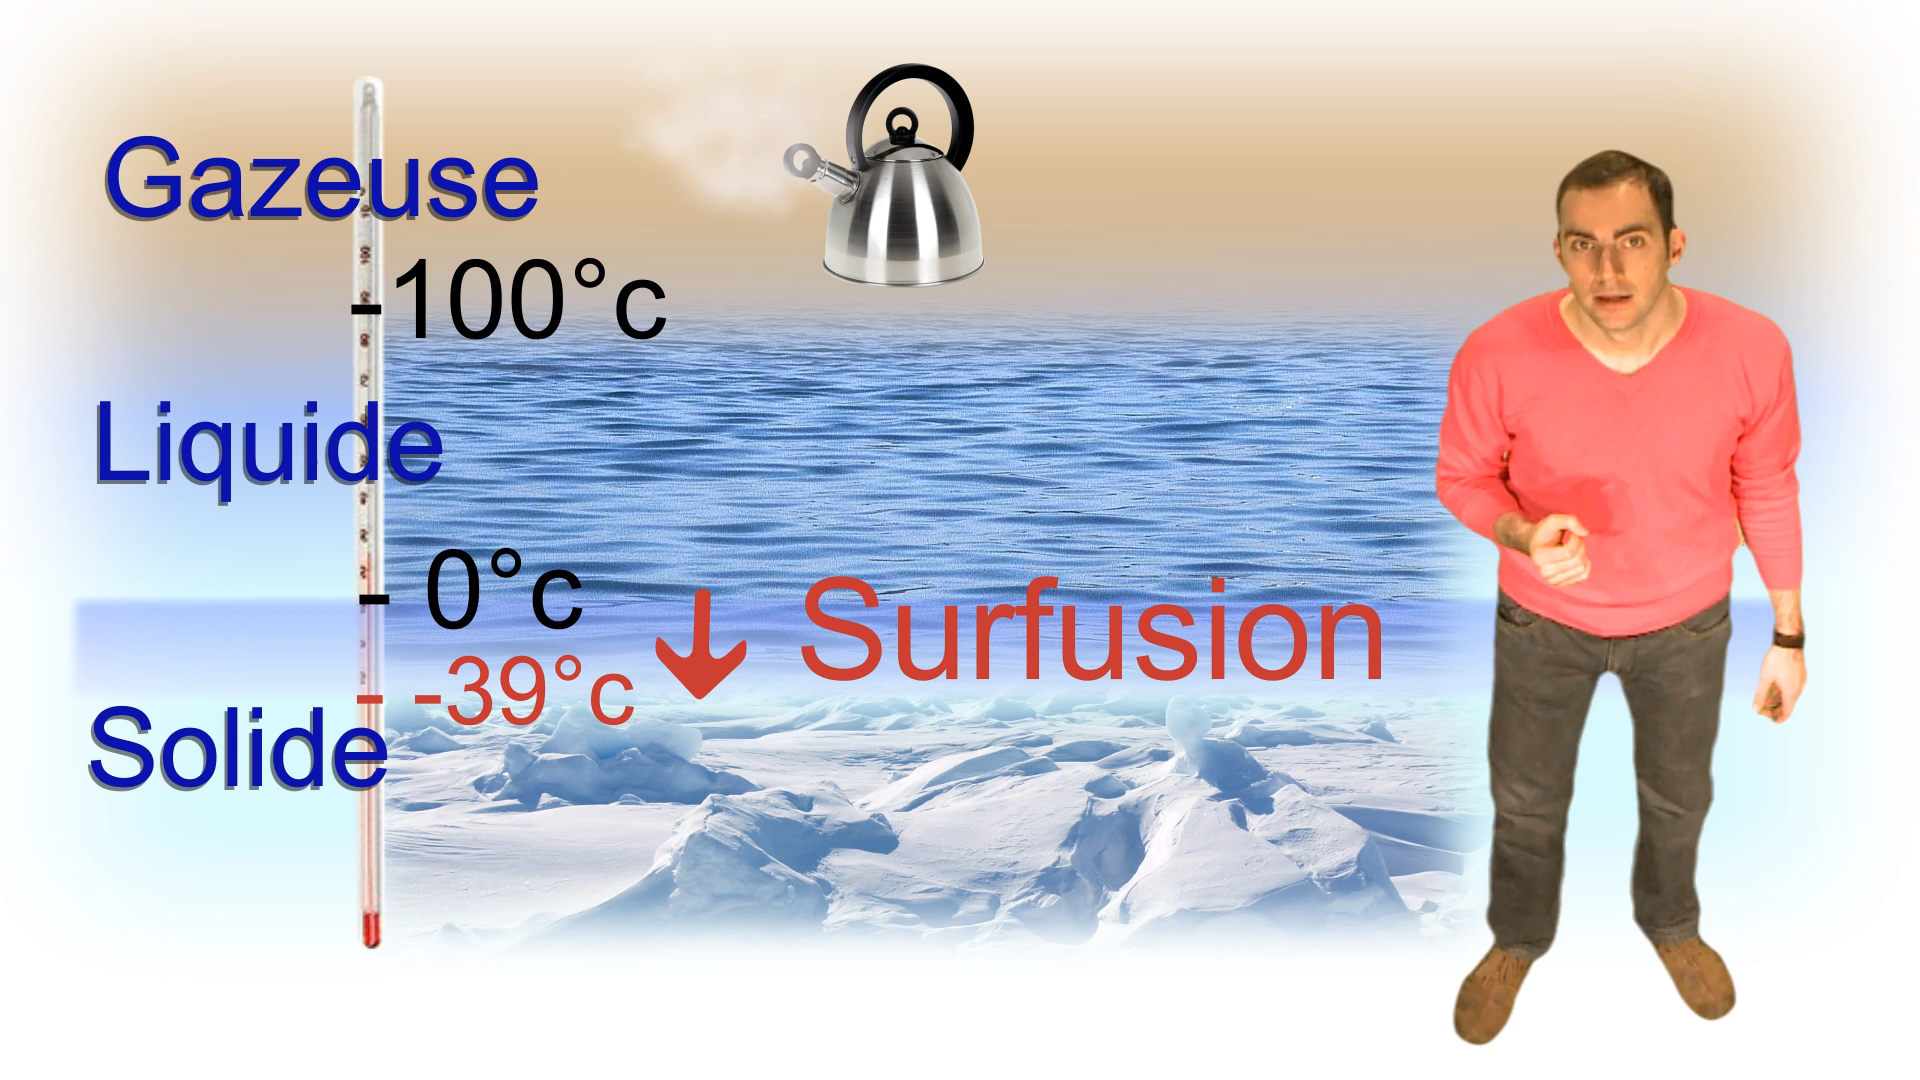 Gazeuse
-100°c
Liquide
- 0°c
Surfusion
- -39°c
Solide